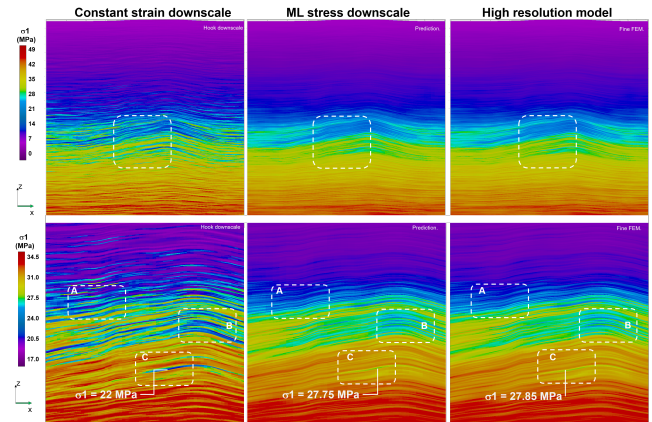 Constant strain downscale
ML stress downscale
High resolution model
σ1
(MPa)
49
42
35
28
21
14
7
0
Z
X
Hook downscale
Prediction.
Fine FEM.
σ1
(MPa)
34.5
31.0
27.5
24.0
20.5
17.0
Z
X
Hook downscale
Prediction.
Fine FEM.
A
B
C
σ1 = 22 MPa
A
B
C
σ1 = 27.75 MPa
A
B
C
σ1 = 27.85 MPa